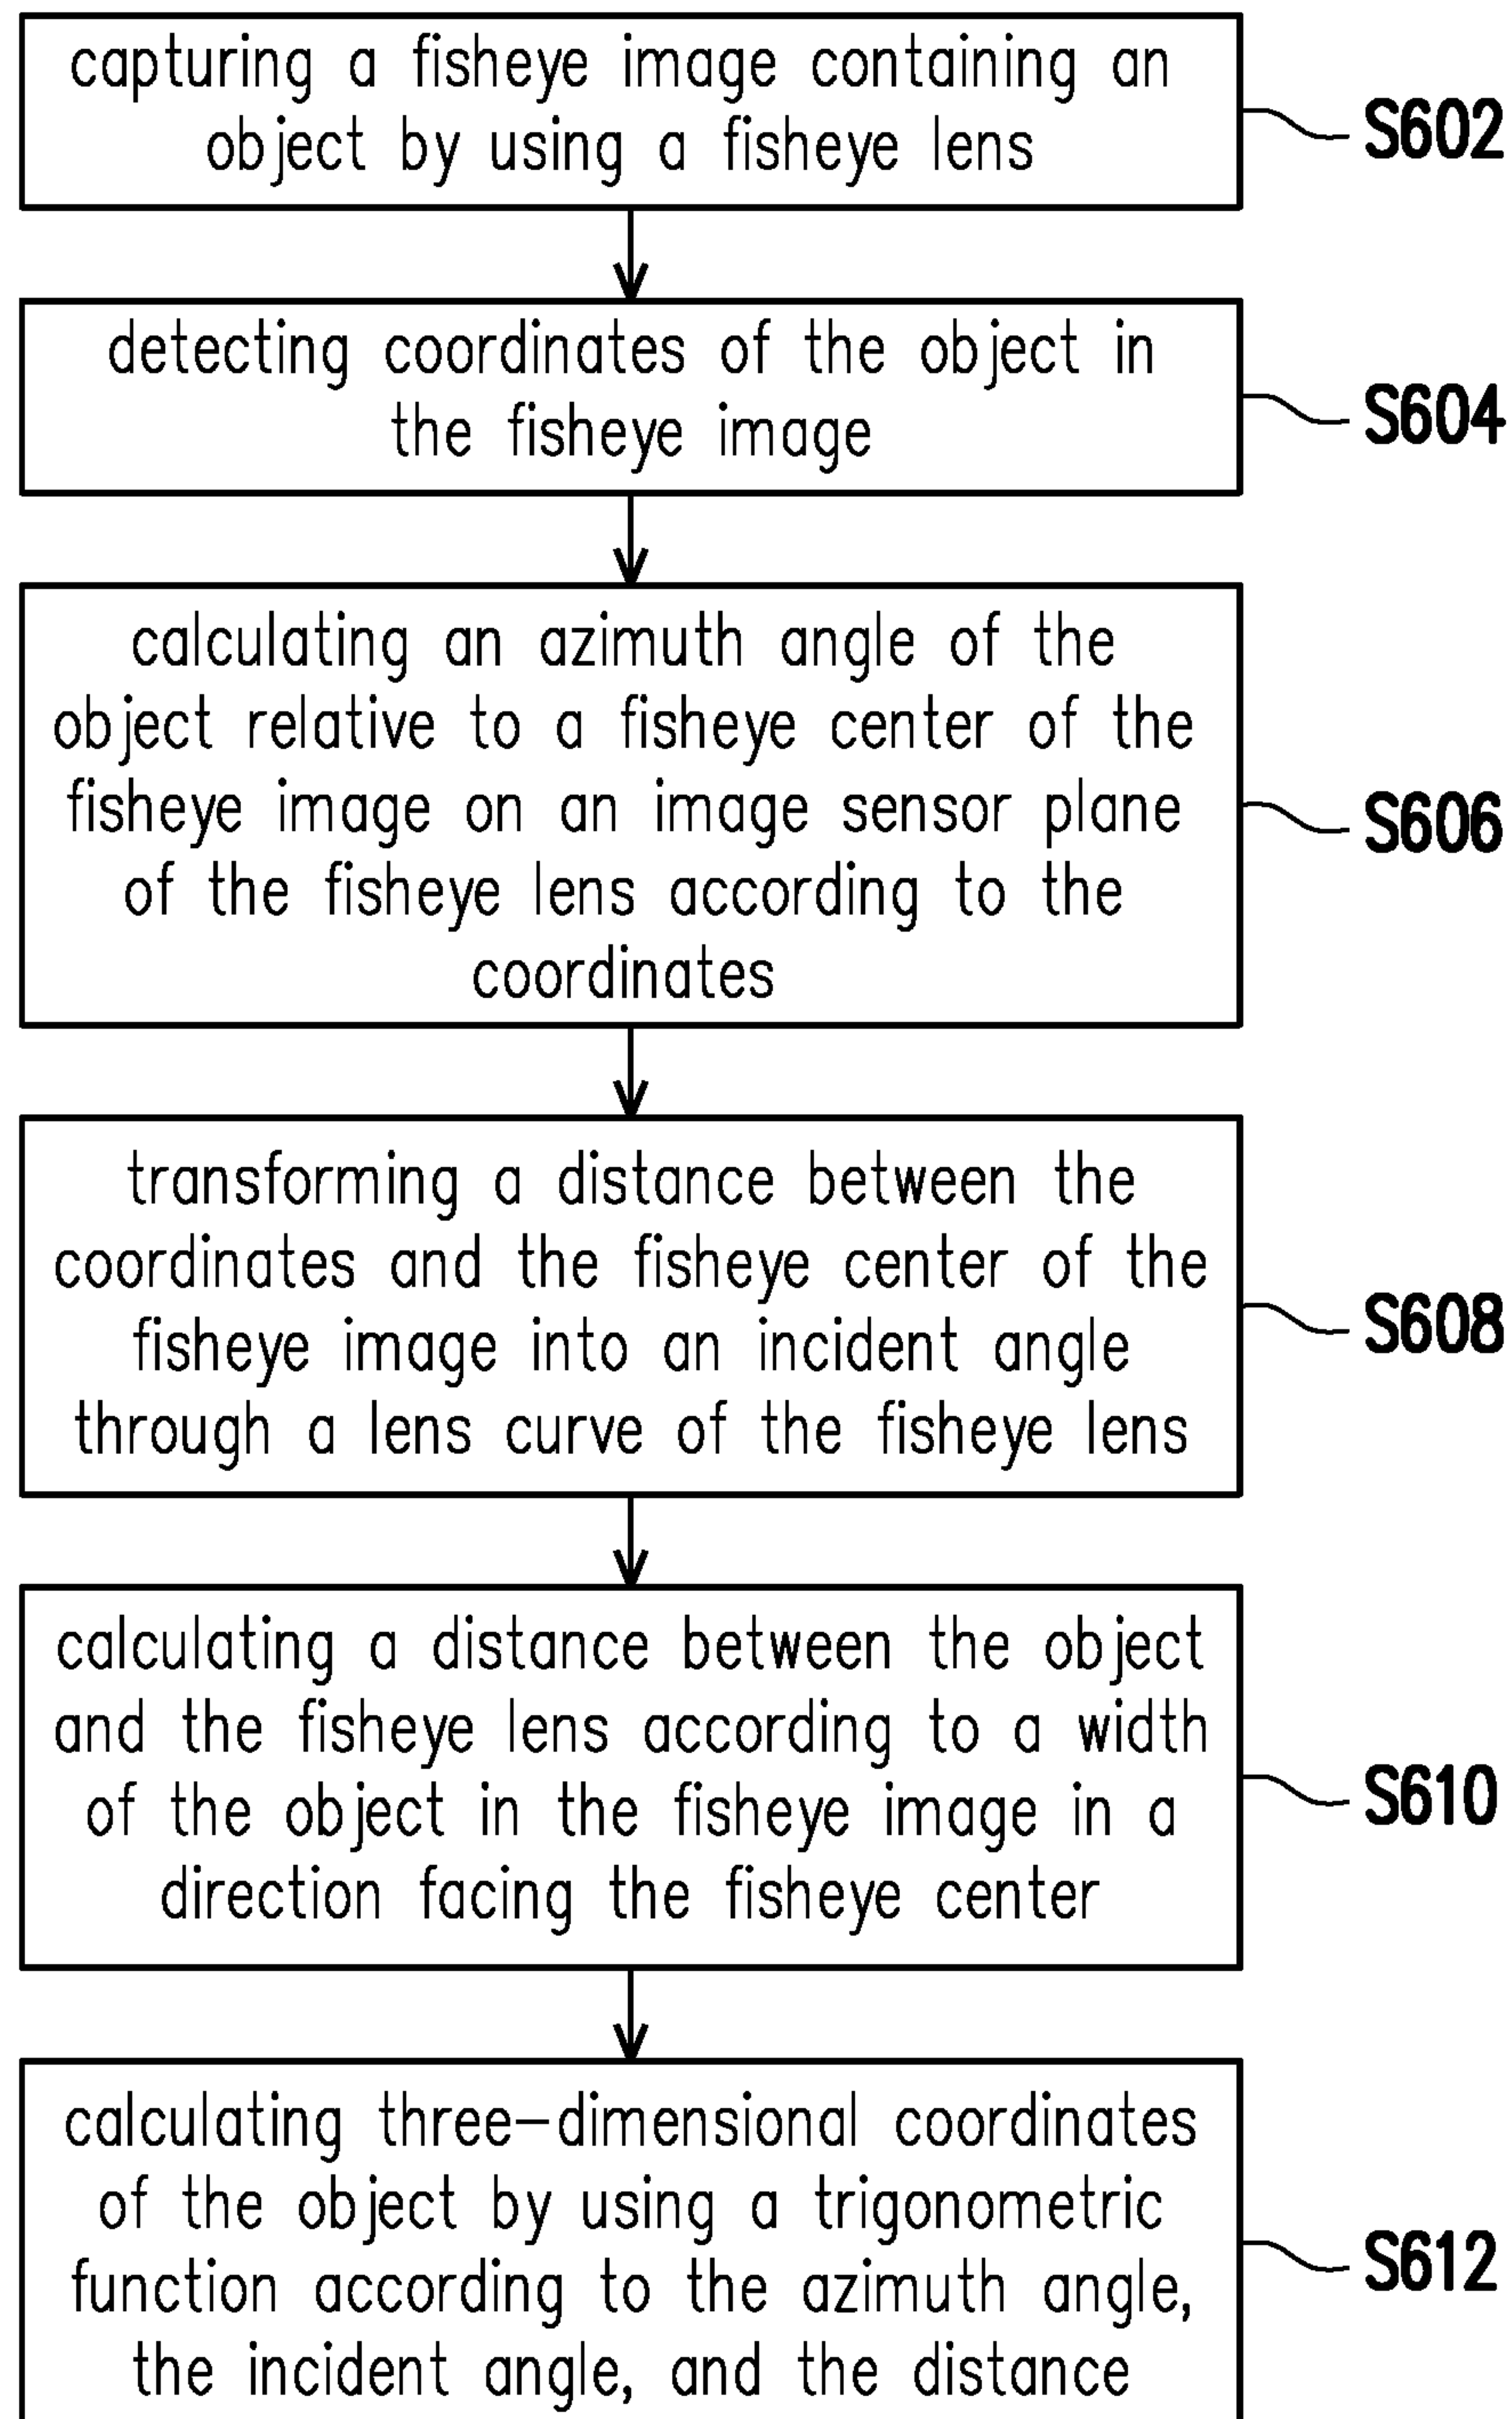 capturing a fisheye image containing an
object by using a fisheye lens
S602
detecting coordinates of the object in
the fisheye image
S604
calculating an azimuth angle of the
object relative to a fisheye center of the
fisheye image on an image sensor plane
of the fisheye lens according to the
coordinates
S606
transforming a distance between the
coordinates and the fisheye center of the
fisheye image into an incident angle
through a lens curve of the fisheye lens
S608
calculating a distance between the object
and the fisheye lens according to a width
of the object in the fisheye image in a
direction facing the fisheye center
S610
calculating three-dimensional coordinates
of the object by using a trigonometric
function according to the azimuth angle,
the incident angle, and the distance
S612